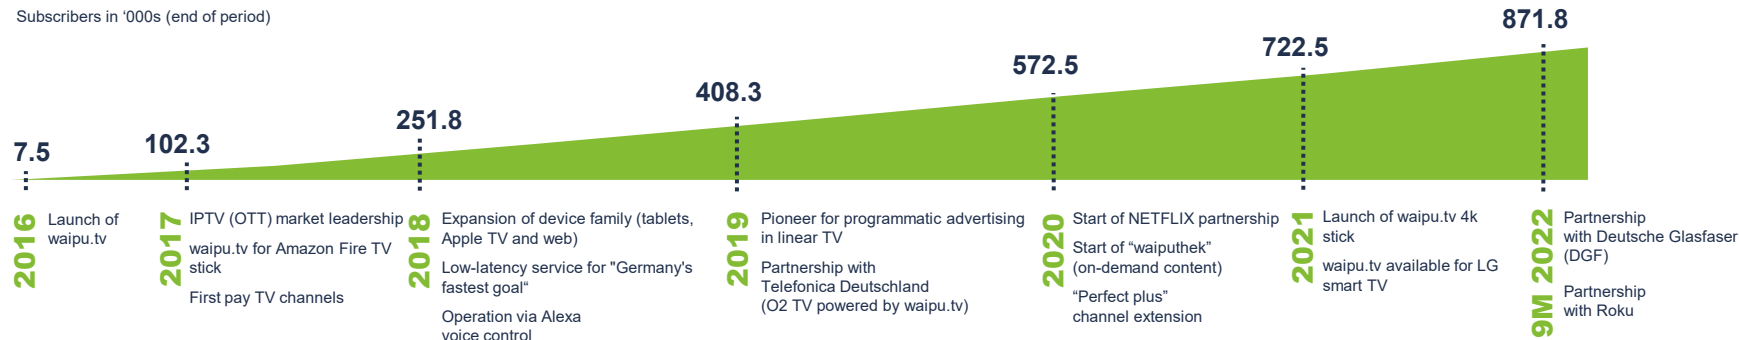 Subscribers in ‘000s (end of period)
7.5
102.3
251.8
408.3
572.5
722.5
871.8
2016
Launch of
waipu.tv
2017
IPTV (OTT) market leadership
waipu.tv for Amazon Fire TV
stick
First pay TV channels
2018
Expansion of device family (tablets,
Apple TV and web)
Low-latency service for "Germany's
fastest goal“
Operation via Alexa
voice control
2019
Pioneer for programmatic advertising
in linear TV
Partnership with
Telefonica Deutschland
(O2 TV powered by waipu.tv)
2020
Start of NETFLIX partnership
Start of “waiputhek”
(on-demand content)
“Perfect plus”
channel extension
2021
Launch of waipu.tv 4k
stick
waipu.tv available for LG
smart TV
9M 2022
Partnership
with Deutsche Glasfaser
(DGF)
Partnership
with Roku